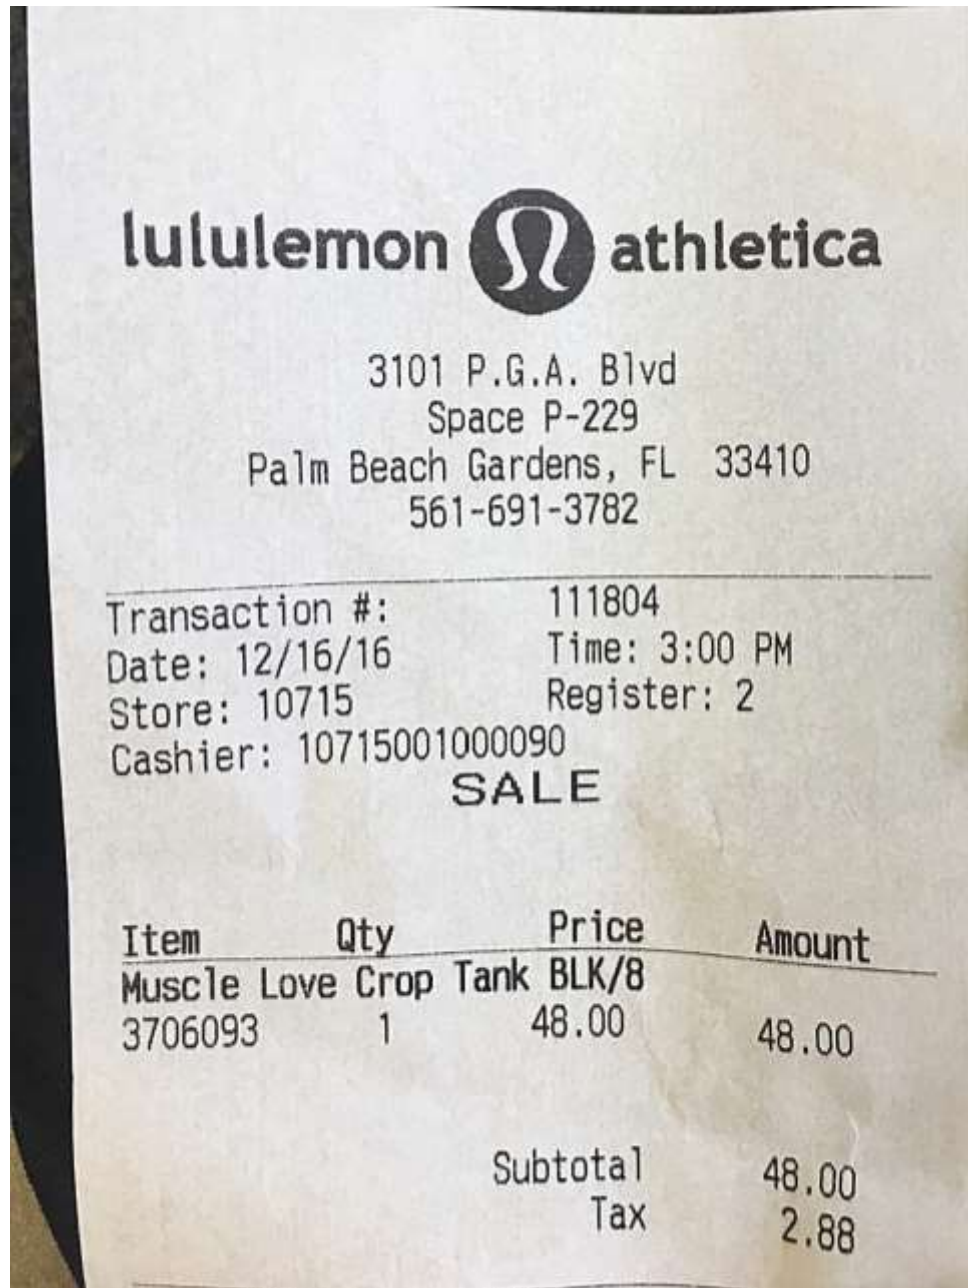 lululemon athletica
3101 P.G.A. Blvd
Space P-229
Palm Beach Gardens, FL 33410
561-691-3782
Transaction #: 111804
Date: 12/16/16 Time: 3:00 PM
Store: 10715 Register: 2
Cashier: 10715001000090
SALE
Item Qty Price Amount
Muscle Love Crop Tank BLK/8
3706093 1 48.00 48.00
Subtotal 48.00
Tax 2.88